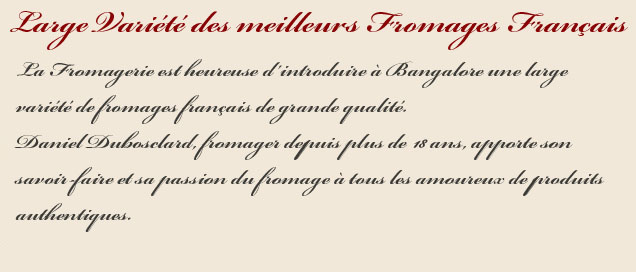 Large Variété des meilleurs Fromages Français
La Fromagerie est heureuse d'introduire à Bangalore une large
variété de fromages français de grande qualité.
Daniel Dubosclard, fromager depuis plus de 18 ans, apporte son
savoir-faire et sa passion du fromage à tous les amoureux de produits
authentiques.